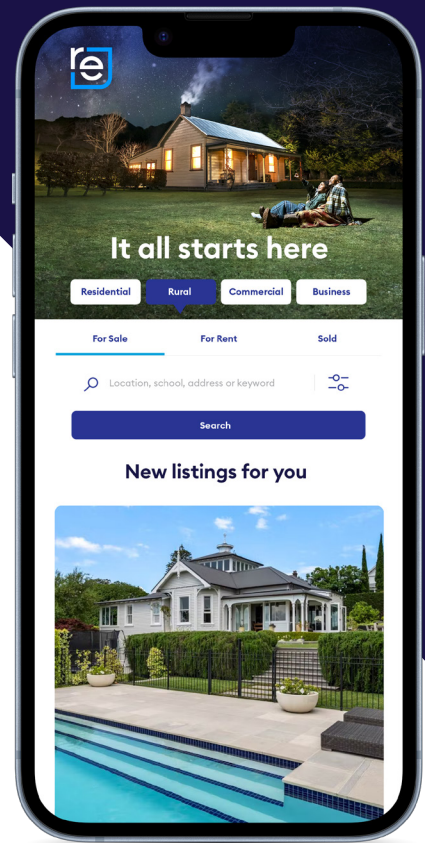 re
It all starts here
Residential Rural Commercial Business
For Sale For Rent Sold
Location, school, address or keyword
Search
New listings for you